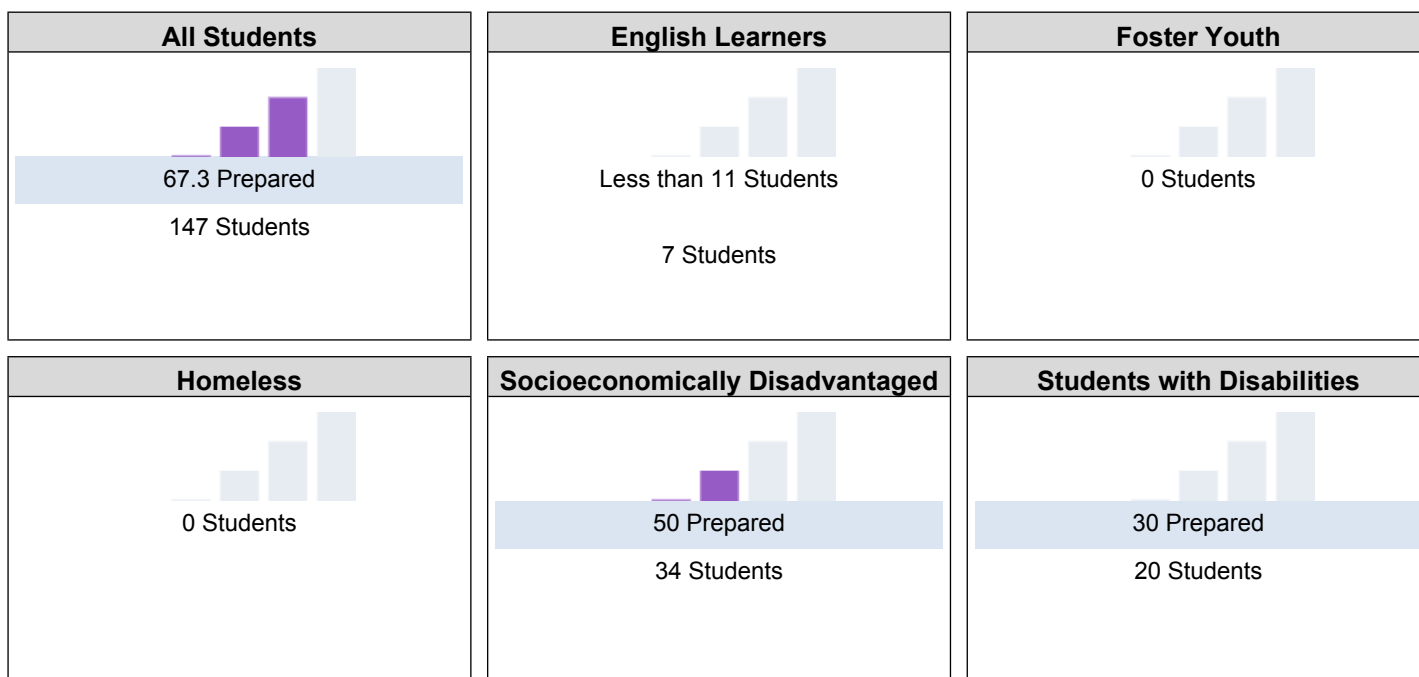 All Students
67.3 Prepared
147 Students
English Learners
Less than 11 Students
7 Students
Foster Youth
0 Students
Homeless
0 Students
Socioeconomically Disadvantaged
50 Prepared
34 Students
Students with Disabilities
30 Prepared
20 Students